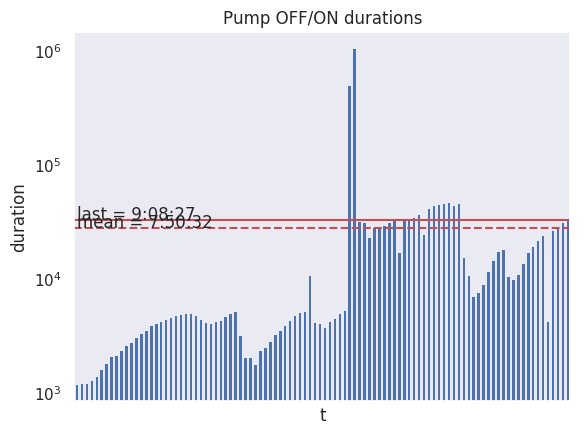 Pump OFF/ON durations
10⁶
10⁵
10⁴
10³
duration
last = 9:08:27
mean = 7:50:32
t